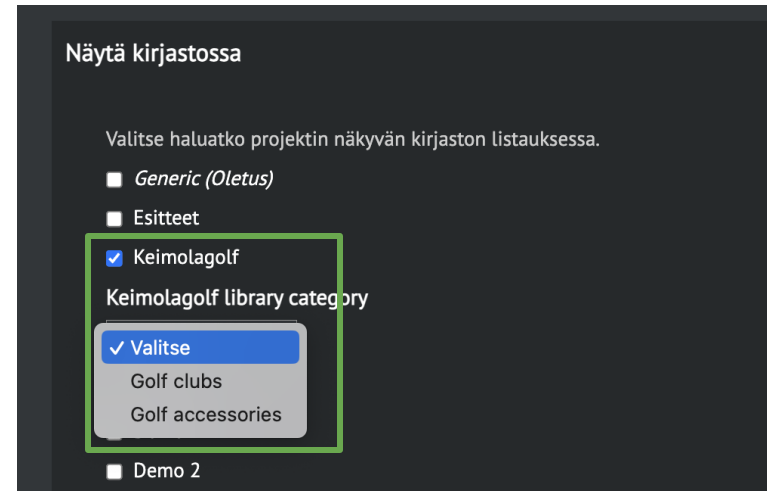 Näytä kirjastossa
Valitse haluatko projektin näkyvän kirjaston listauksessa.
Generic (Oletus)
Esitteet
Keimolagolf
Keimolagolf library category
Valitse
Golf clubs
Golf accessories
Demo 2